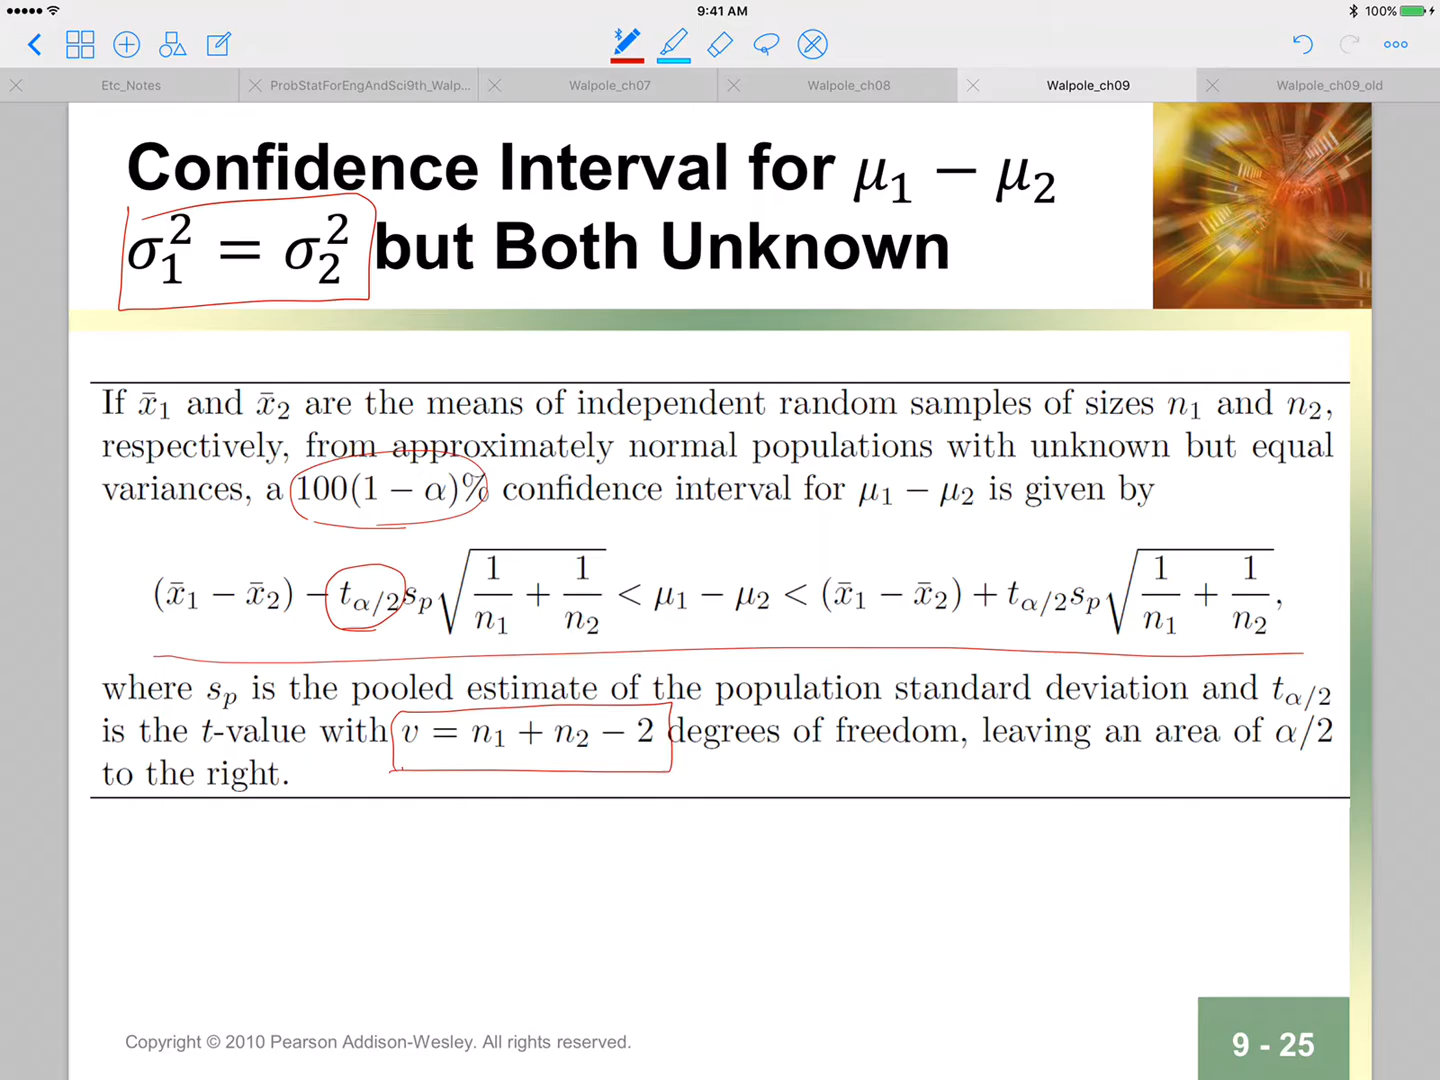 9:41 AM
100%
Etc_Notes
ProbStatForEngAndSci9th_Walp...
Walpole_ch07
Walpole_ch08
Walpole_ch09
Walpole_ch09_old
Confidence Interval for μ₁ − μ₂
σ₁² = σ₂² but Both Unknown
If x̄₁ and x̄₂ are the means of independent random samples of sizes n₁ and n₂,
respectively, from approximately normal populations with unknown but equal
variances, a 100(1 − α)% confidence interval for μ₁ − μ₂ is given by
(x̄₁ − x̄₂) − t_{α/2}s_p√(1/n₁ + 1/n₂) < μ₁ − μ₂ < (x̄₁ − x̄₂) + t_{α/2}s_p√(1/n₁ + 1/n₂),
where s_p is the pooled estimate of the population standard deviation and t_{α/2}
is the t-value with v = n₁ + n₂ − 2 degrees of freedom, leaving an area of α/2
to the right.
Copyright © 2010 Pearson Addison-Wesley. All rights reserved.
9 - 25